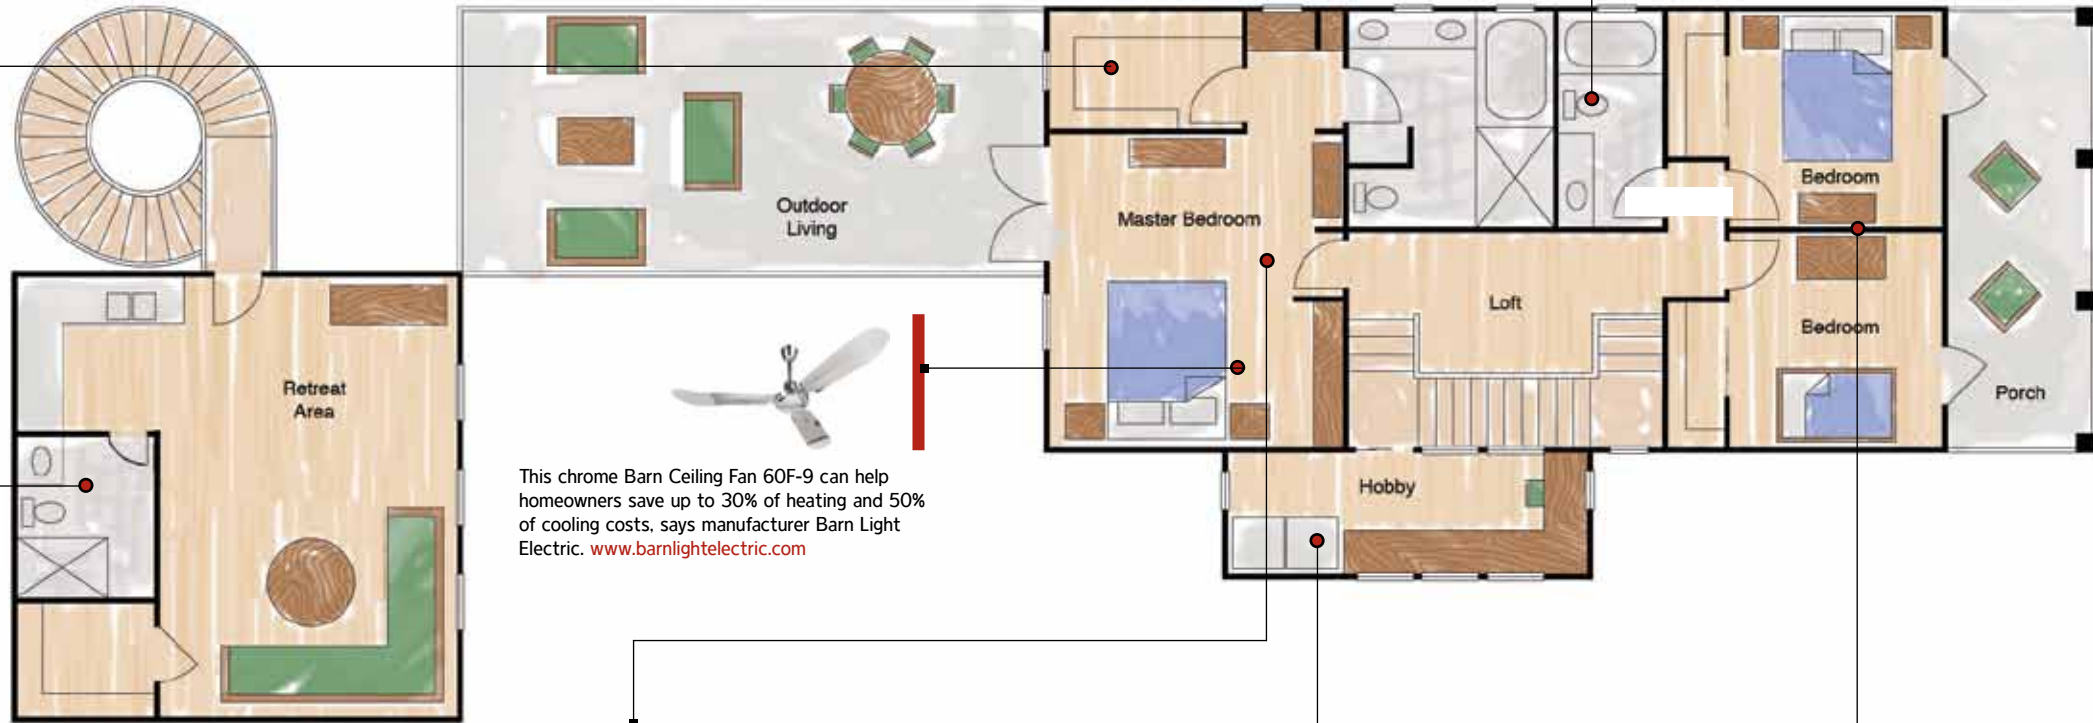 Outdoor
Living
Master Bedroom
Bedroom
Loft
Bedroom
Porch
Retreat
Area
Hobby
This chrome Barn Ceiling Fan 60F-9 can help
homeowners save up to 30% of heating and 50%
of cooling costs, says manufacturer Barn Light
Electric. www.barnlightelectric.com